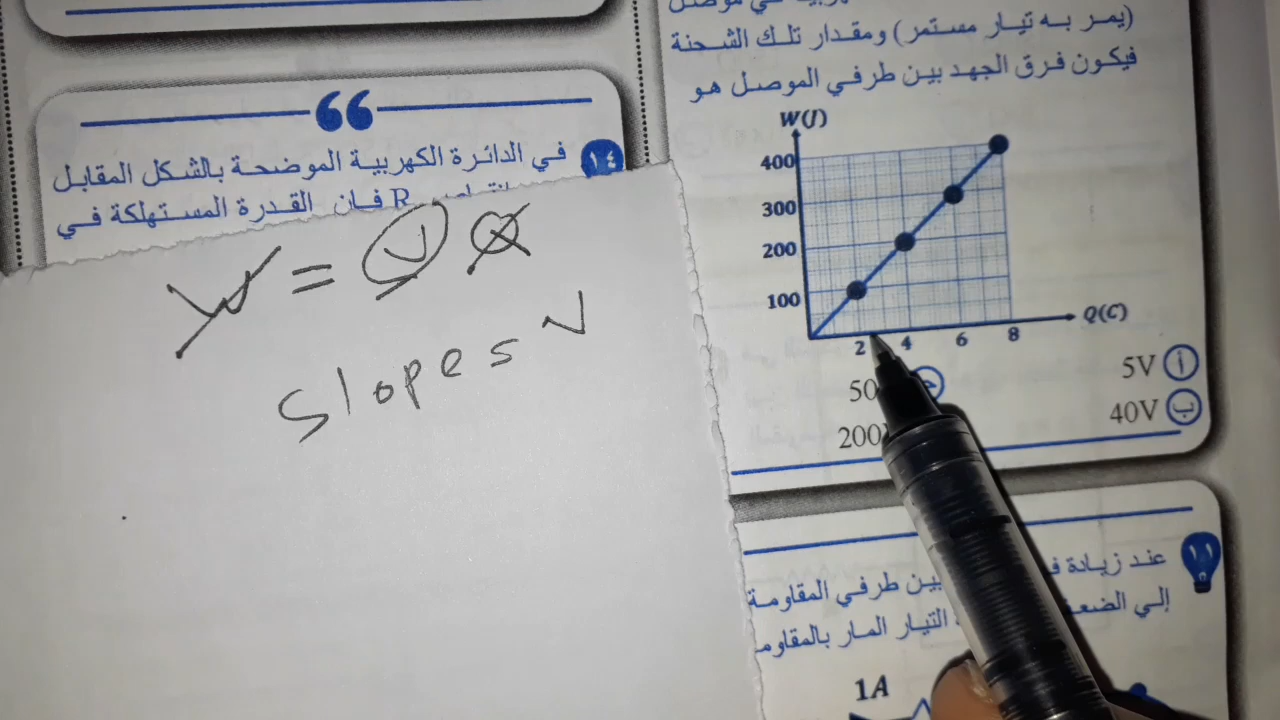 (يمر به تيار مستمر) ومقدار تلك الشحنة
فيكون فرق الجهد بين طرفي الموصل هو
W(J)
400
300
200
100
2 4 6 8
Q(C)
أ 5V
ب 40V
ج 50
200
١٤ في الدائرة الكهربية الموضحة بالشكل المقابل
R فإن القدرة المستهلكة في
W = V Q
Slopes V
عند زيادة بين طرفي المقاومة
إلي التيار المار
1A